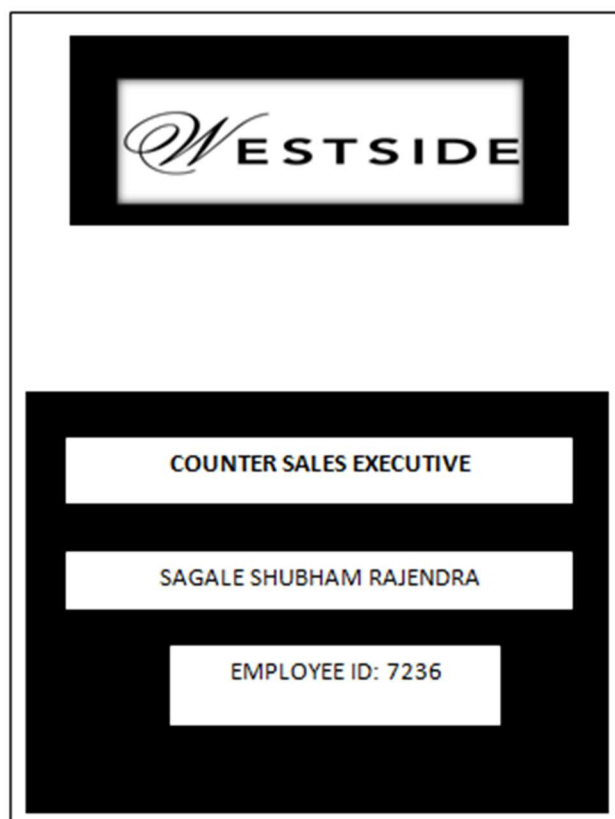 WESTSIDE
COUNTER SALES EXECUTIVE
SAGALE SHUBHAM RAJENDRA
EMPLOYEE ID: 7236